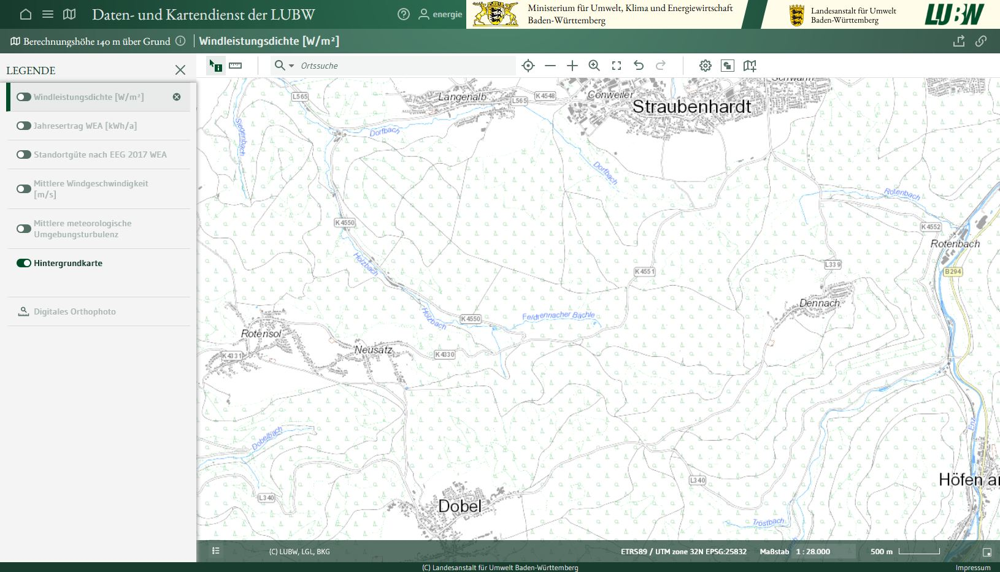 Daten- und Kartendienst der LUBW
energie
Ministerium für Umwelt, Klima und Energiewirtschaft
Baden-Württemberg
Landesanstalt für Umwelt
Baden-Württemberg
LUBW
Berechnungshöhe 140 m über Grund
Windleistungsdichte [W/m²]
LEGENDE
Ortssuche
Windleistungsdichte [W/m²]
Jahresertrag WEA [kWh/a]
Standortgüte nach EEG 2017 WEA
Mittlere Windgeschwindigkeit
[m/s]
Mittlere meteorologische
Umgebungsturbulenz
Hintergrundkarte
Digitales Orthophoto
Schwann
L565
Langenalb
L565
K4548
Conweiler
Straubenhardt
Siegenbach
Dorfbach
Dorfbach
Rotenbach
K4550
K4552
Rotenbach
Holzbach
K4551
L339
B294
Dennach
Holzbach
K4550
Feldrennacher Bächle
Rotensol
Neusatz
K4331
K4330
Enz
Dobelbach
L340
Höfen an
L340
Dobel
Tröstbach
(C) LUBW, LGL, BKG
ETRS89 / UTM zone 32N EPSG:25832
Maßstab
1 : 28.000
500 m
(C) Landesanstalt für Umwelt Baden-Württemberg
Impressum